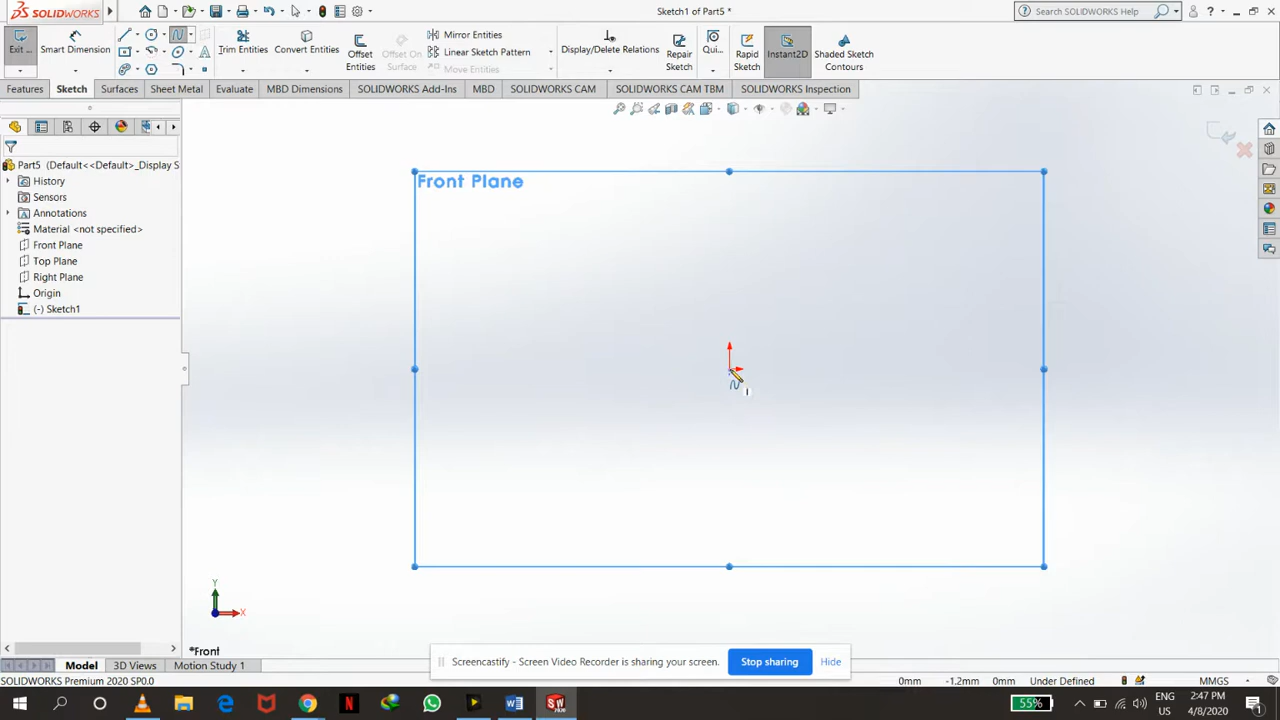 SOLIDWORKS
Sketch1 of Part5 *
Search SOLIDWORKS Help
Exit ...
Smart Dimension
Trim Entities
Convert Entities
Offset Entities
Offset On Surface
Mirror Entities
Linear Sketch Pattern
Move Entities
Display/Delete Relations
Repair Sketch
Qui...
Rapid Sketch
Instant2D
Shaded Sketch Contours
Features
Sketch
Surfaces
Sheet Metal
Evaluate
MBD Dimensions
SOLIDWORKS Add-Ins
MBD
SOLIDWORKS CAM
SOLIDWORKS CAM TBM
SOLIDWORKS Inspection
Part5 (Default<<Default>_Display S
History
Sensors
Annotations
Material <not specified>
Front Plane
Top Plane
Right Plane
Origin
(-) Sketch1
Front Plane
Y
X
*Front
Screencastify - Screen Video Recorder is sharing your screen.
Stop sharing
Hide
Model
3D Views
Motion Study 1
SOLIDWORKS Premium 2020 SP0.0
0mm
-1.2mm
0mm
Under Defined
MMGS
55%
ENG
US
2:47 PM
4/8/2020